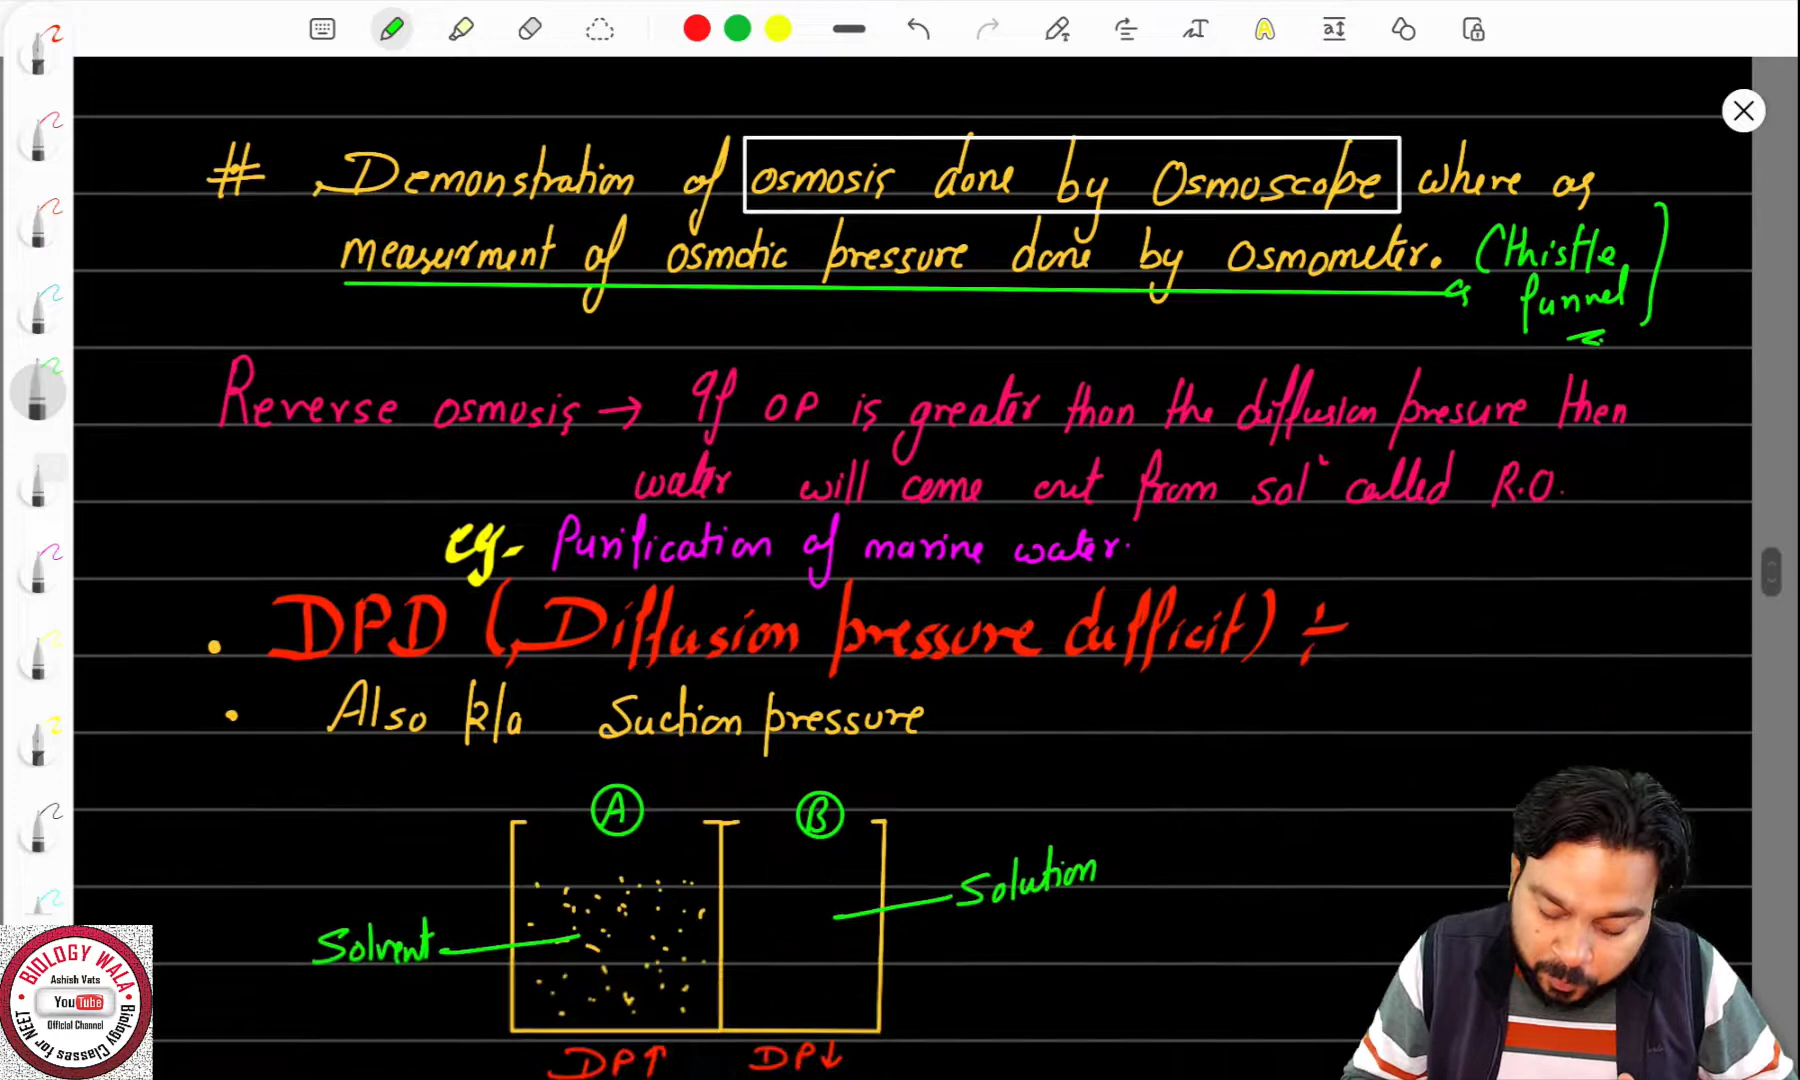 # Demonstration of osmosis done by Osmoscope where as
measurment of osmotic pressure done by Osmometer. (thistle
funnel
Reverse osmosis → If OP is greater than the diffusion presure then
water will come out from sol^n called R.O.
eg. Purification of marine water.
• DPD (Diffusion pressure dufficit) ÷
• Also k/a Suction pressure
A B
Solution
Solvent
DP↑ DP↓
BIOLOGY WALA
Ashish Vats
YouTube
Official Channel
Biology Classes for NEET